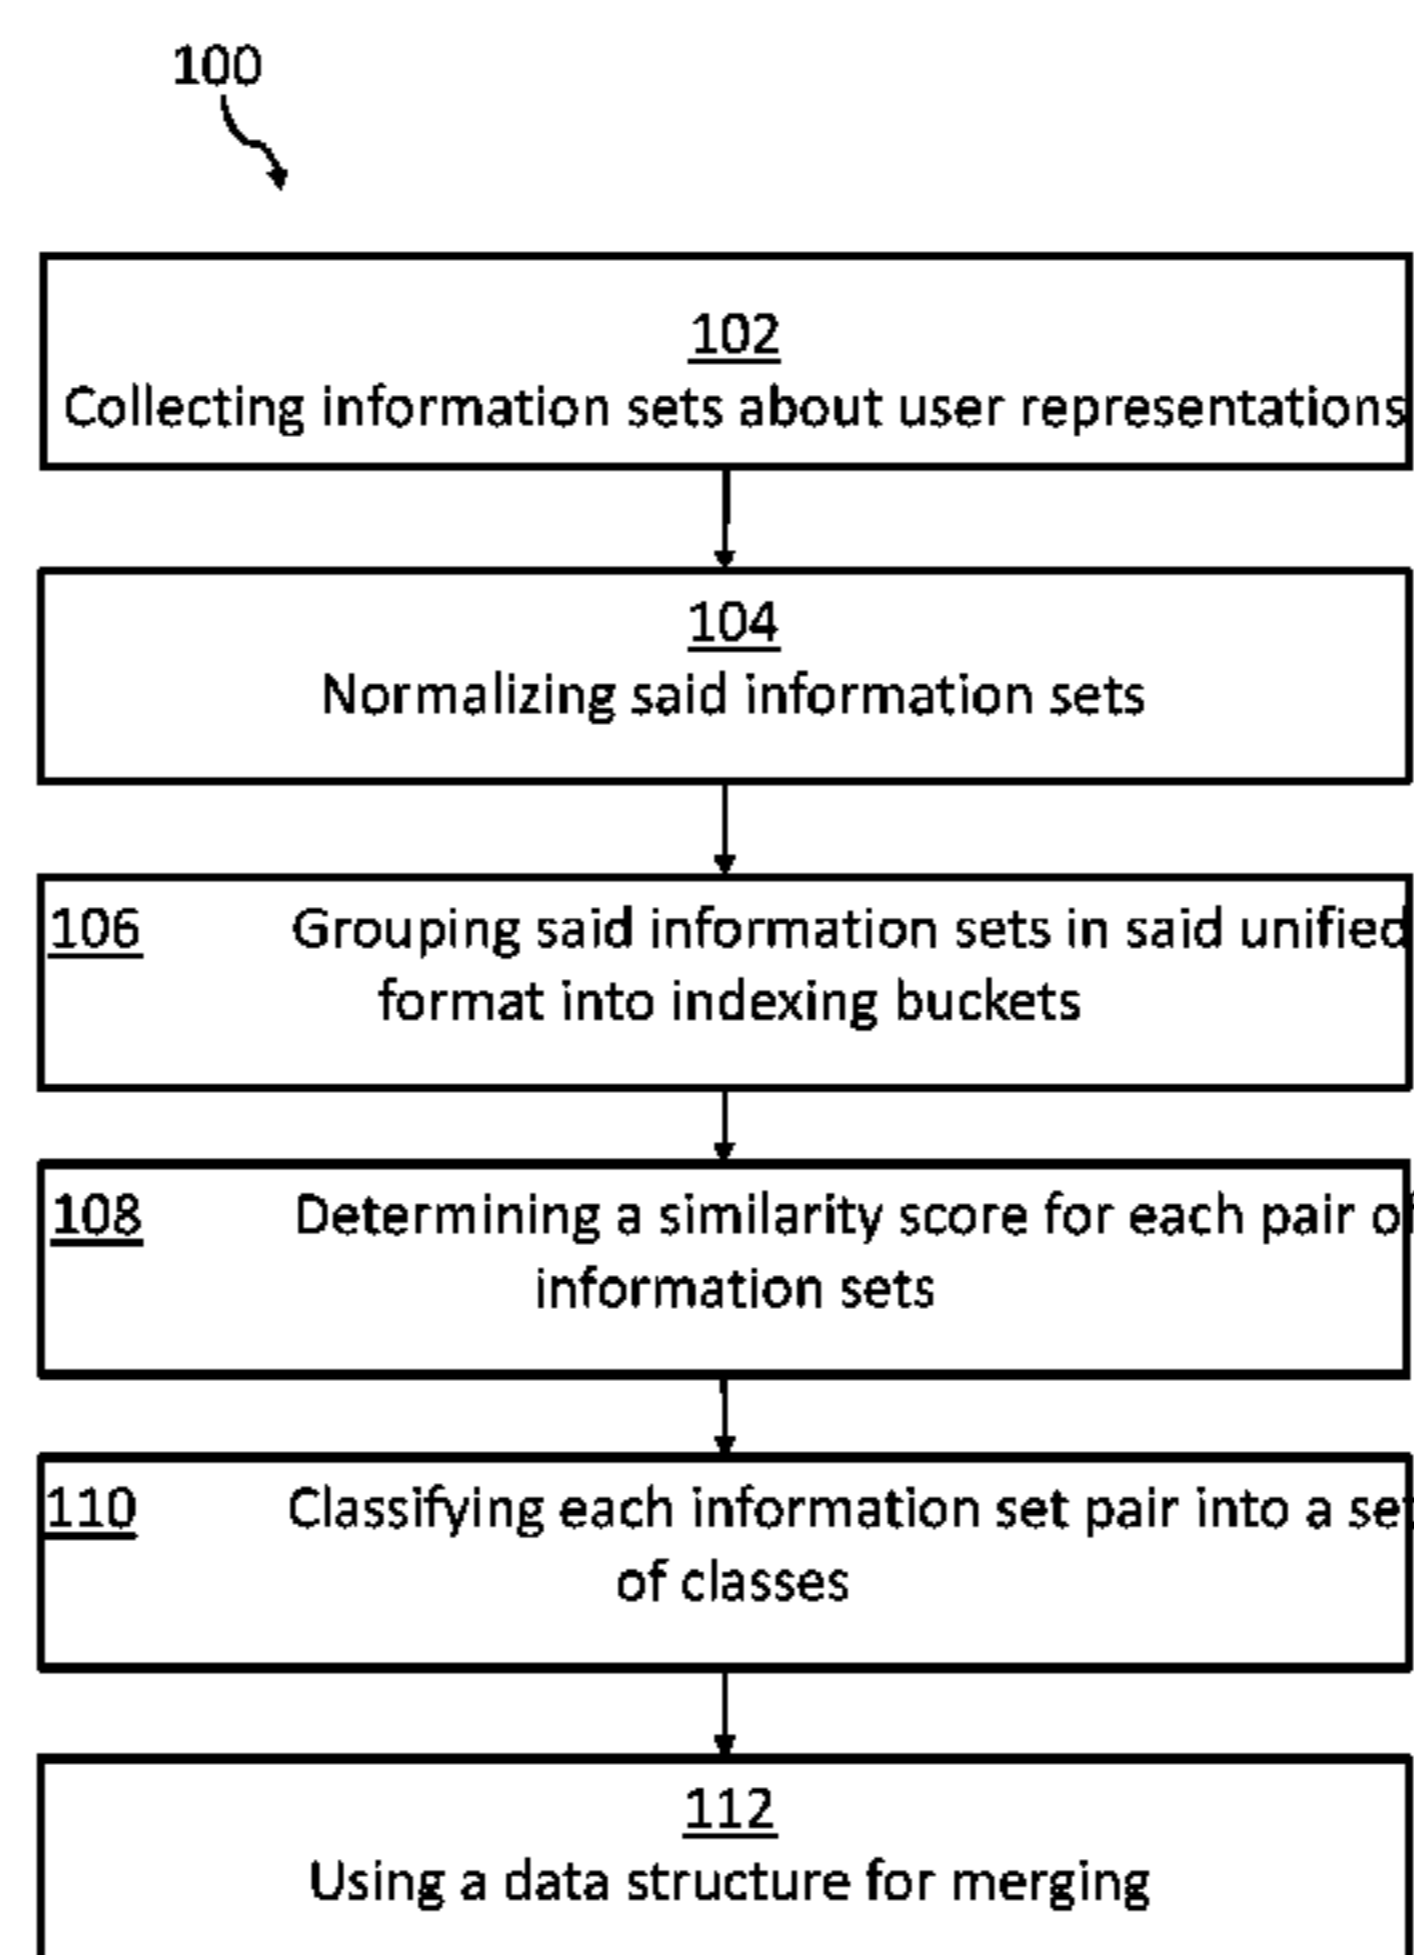 100
102
Collecting information sets about user representations
104
Normalizing said information sets
106 Grouping said information sets in said unified
format into indexing buckets
108 Determining a similarity score for each pair of
information sets
110 Classifying each information set pair into a set
of classes
112
Using a data structure for merging